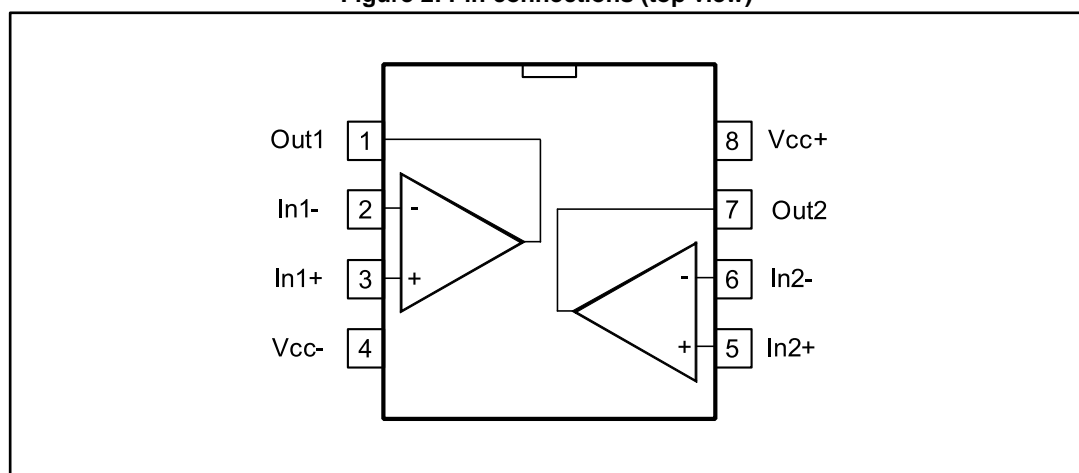 Figure 2. Pin connections (top view)
Out1 1
In1- 2 -
In1+ 3 +
Vcc- 4
8 Vcc+
7 Out2
- 6 In2-
+ 5 In2+